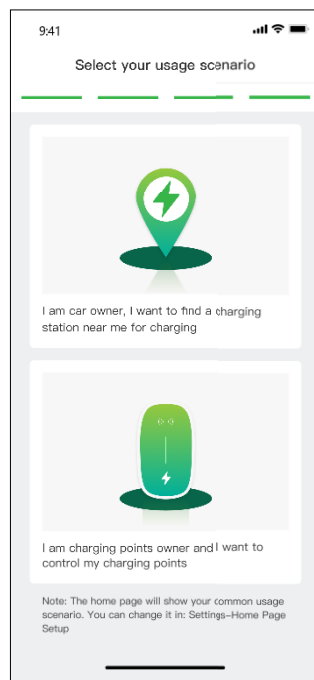 9:41
Select your usage scenario
I am car owner, I want to find a charging
station near me for charging
I am charging points owner and I want to
control my charging points
Note: The home page will show your common usage
scenario. You can change it in: Settings-Home Page
Setup